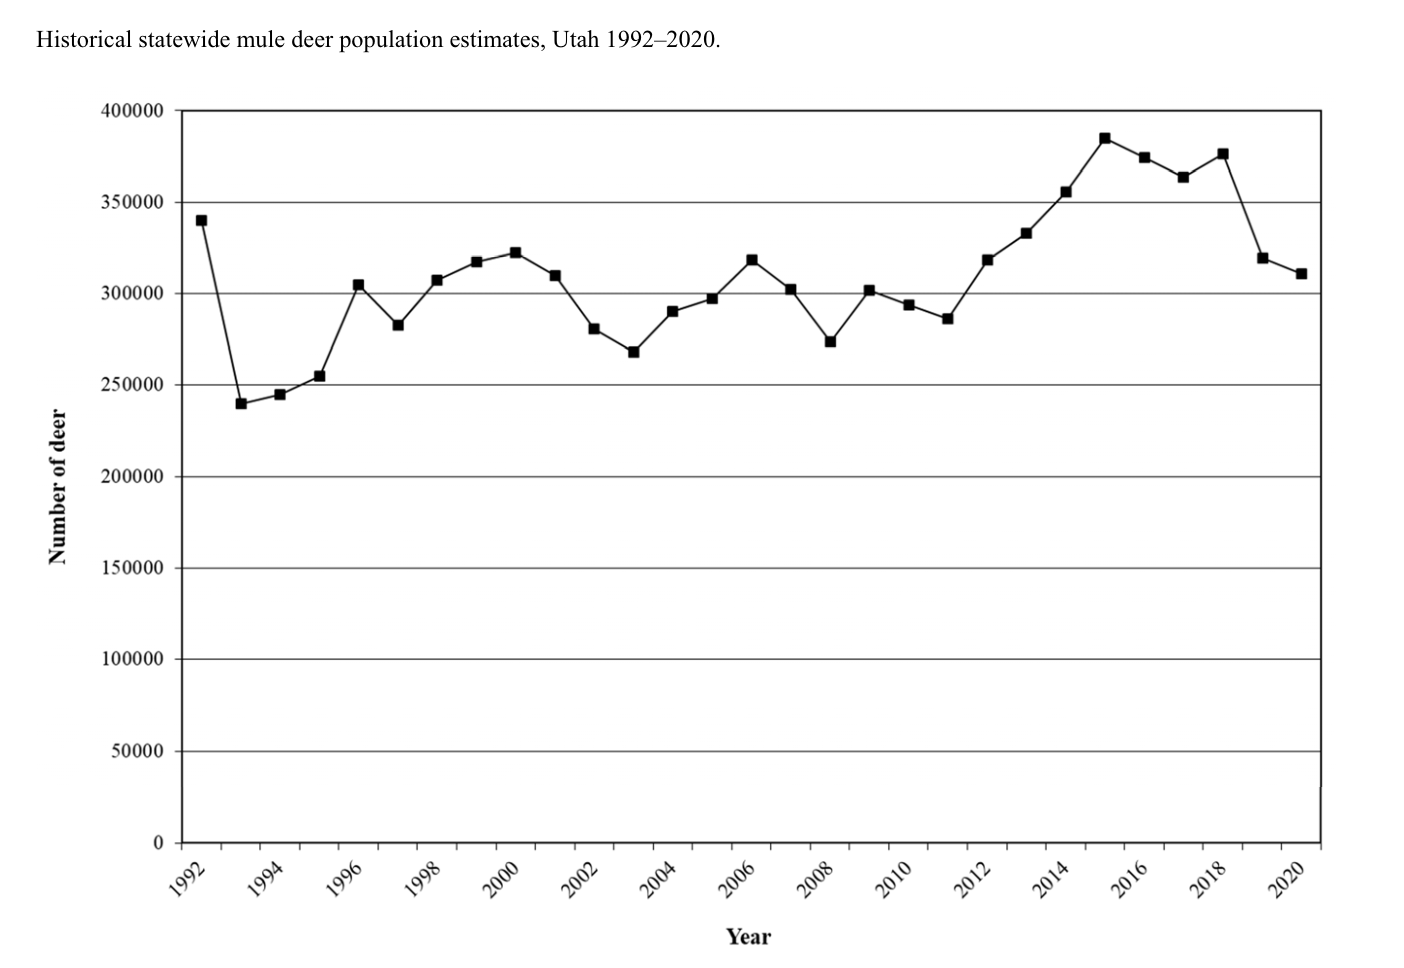 Historical statewide mule deer population estimates, Utah 1992–2020.
400000
350000
300000
250000
200000
150000
100000
50000
0
Number of deer
1992 1994 1996 1998 2000 2002 2004 2006 2008 2010 2012 2014 2016 2018 2020
Year